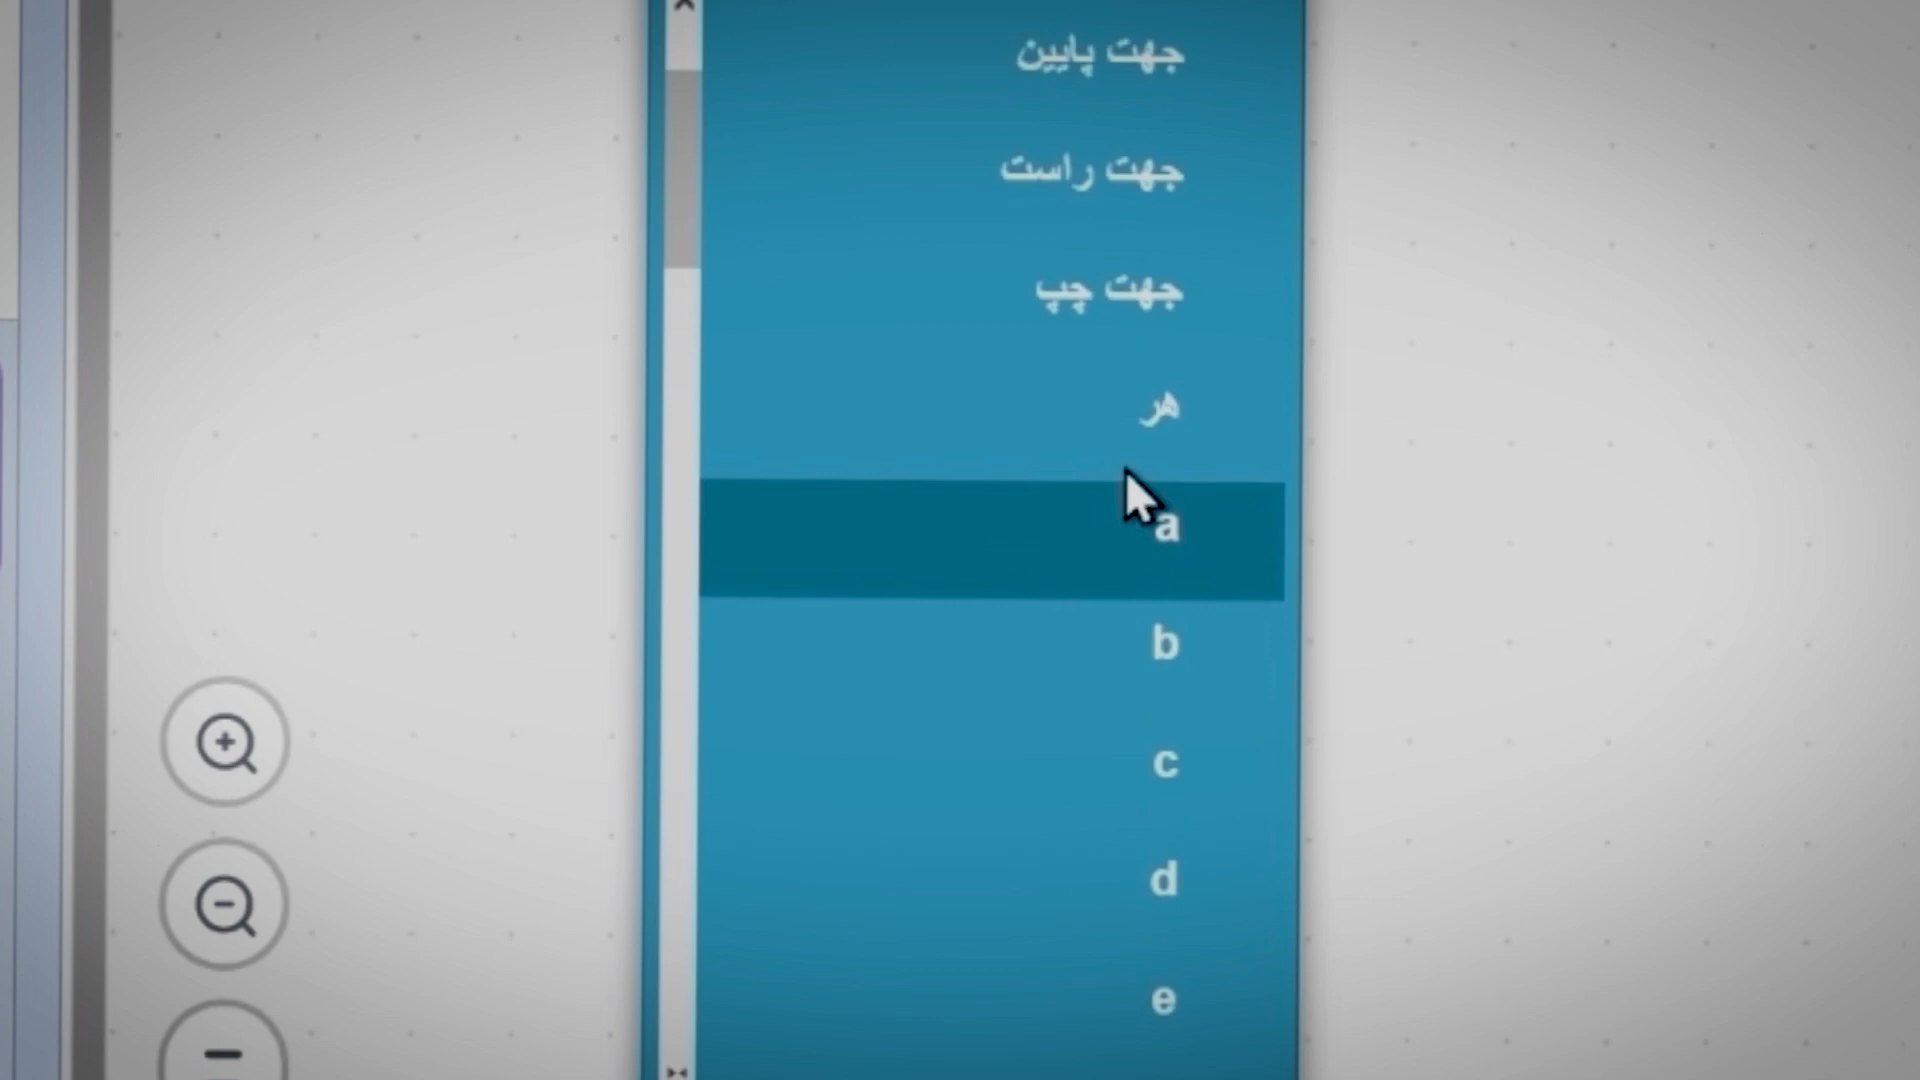 جهت پایین
جهت راست
جهت چپ
هر
a
b
c
d
e